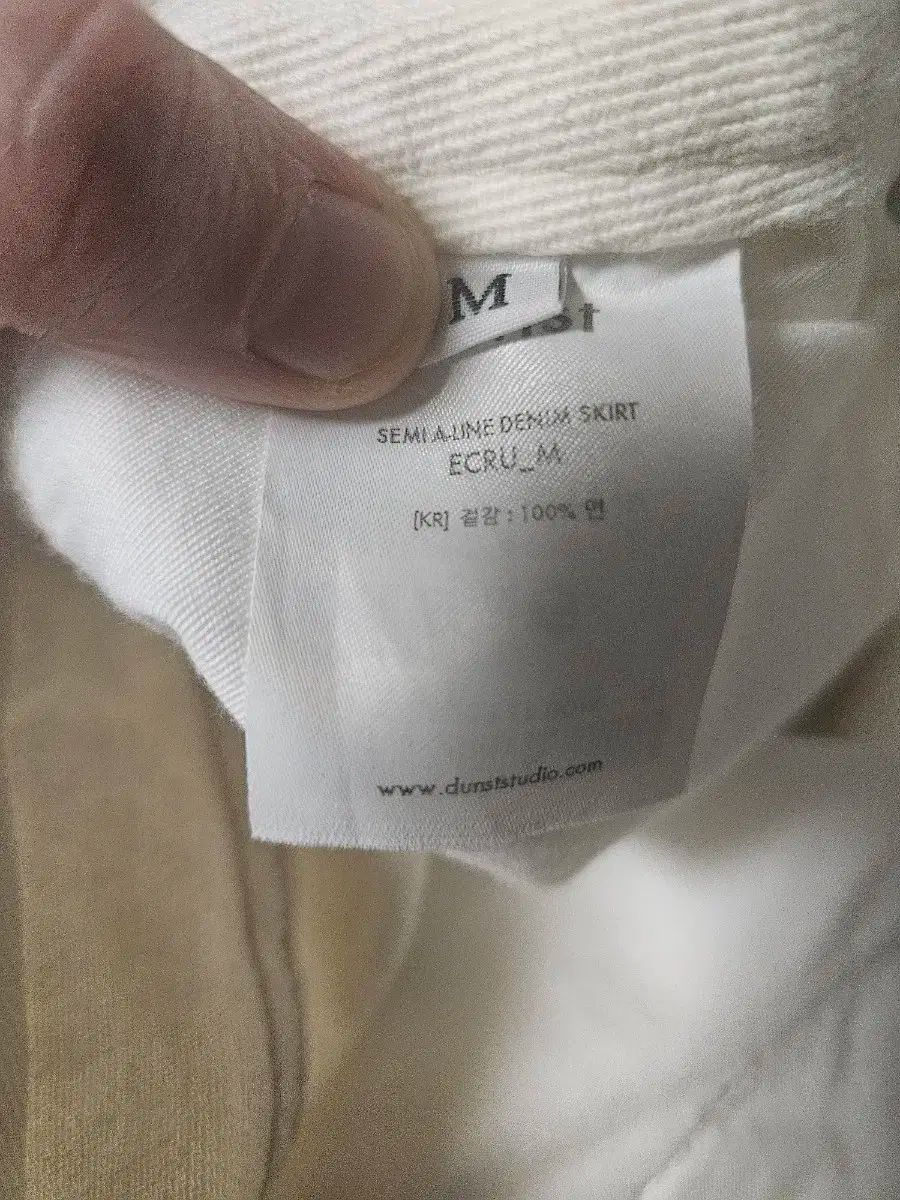 M
SEMI A-LINE DENIM SKIRT
ECRU_M
[KR] 겉감 : 100% 면
www.dunststudio.com